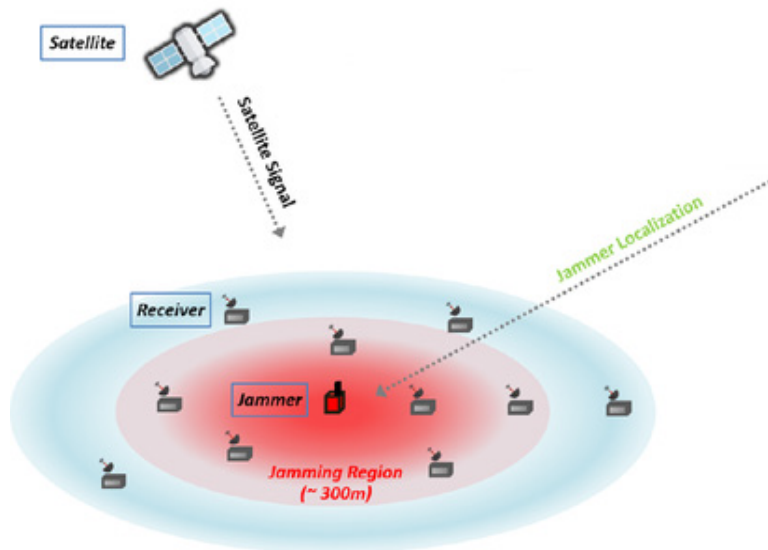 Satellite
Satellite Signal
Jammer Localization
Receiver
Jammer
Jamming Region
(~ 300m)